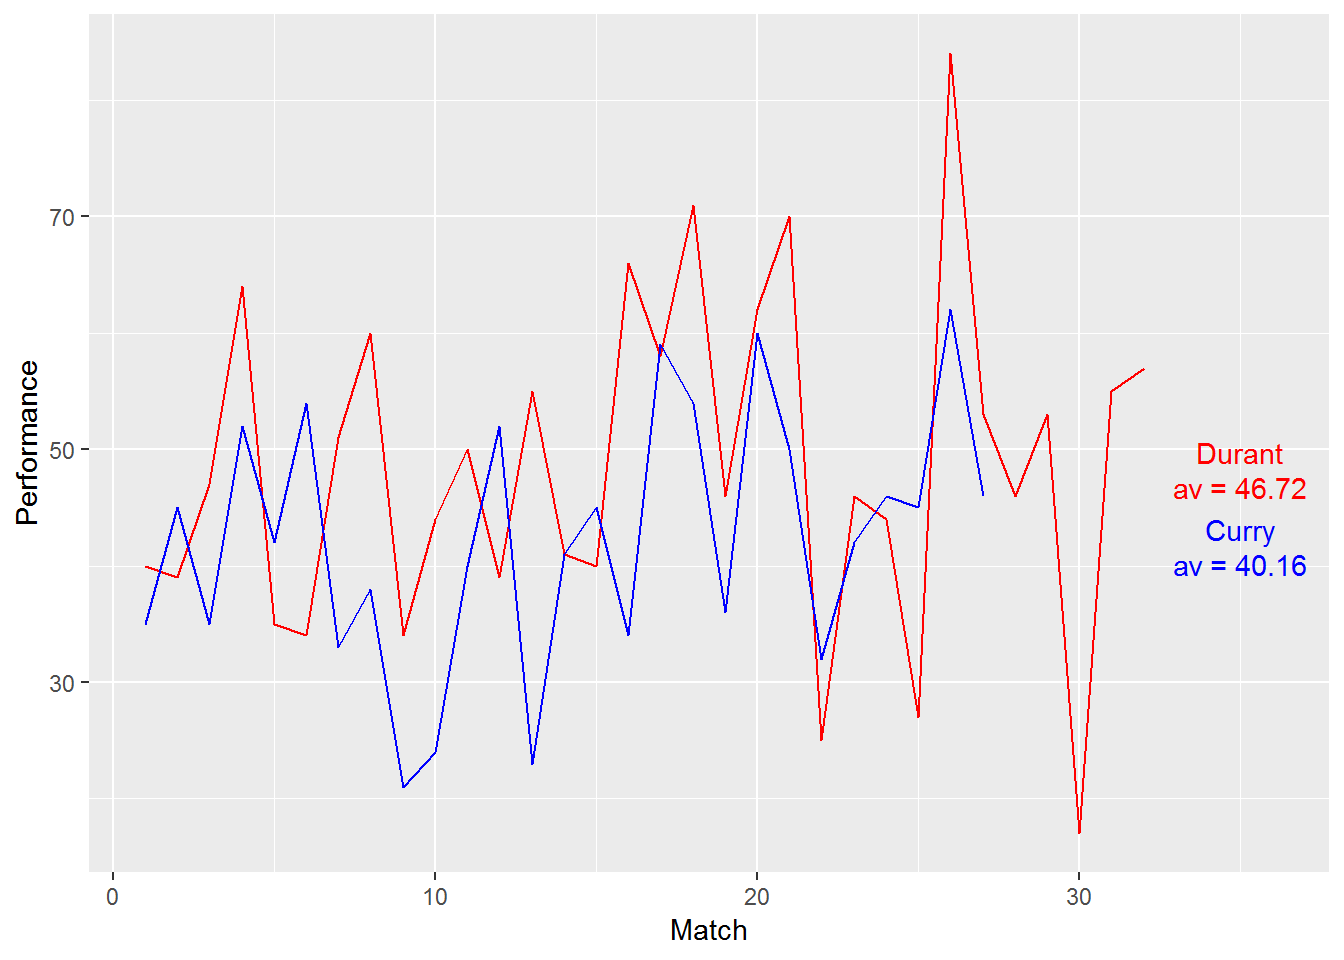 Performance
70
50
30
Durant
av = 46.72
Curry
av = 40.16
0 10 20 30
Match